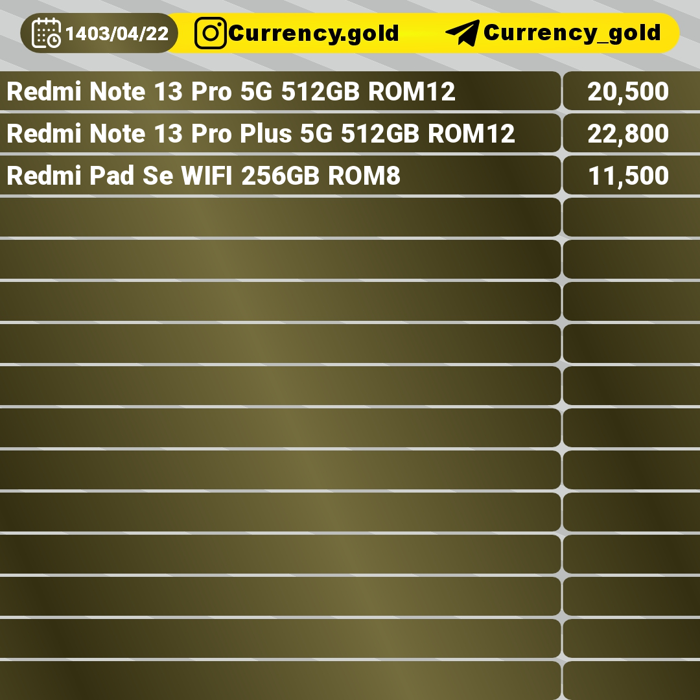 1403/04/22 Currency.gold Currency_gold
Redmi Note 13 Pro 5G 512GB ROM12 20,500
Redmi Note 13 Pro Plus 5G 512GB ROM12 22,800
Redmi Pad Se WIFI 256GB ROM8 11,500